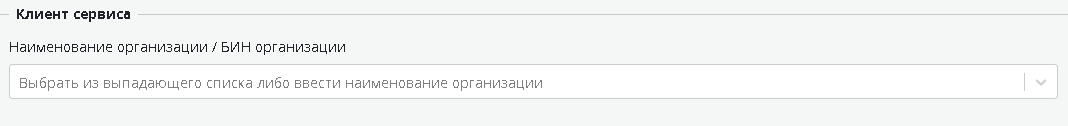 Клиент сервиса
Наименование организации / БИН организации
Выбрать из выпадающего списка либо ввести наименование организации